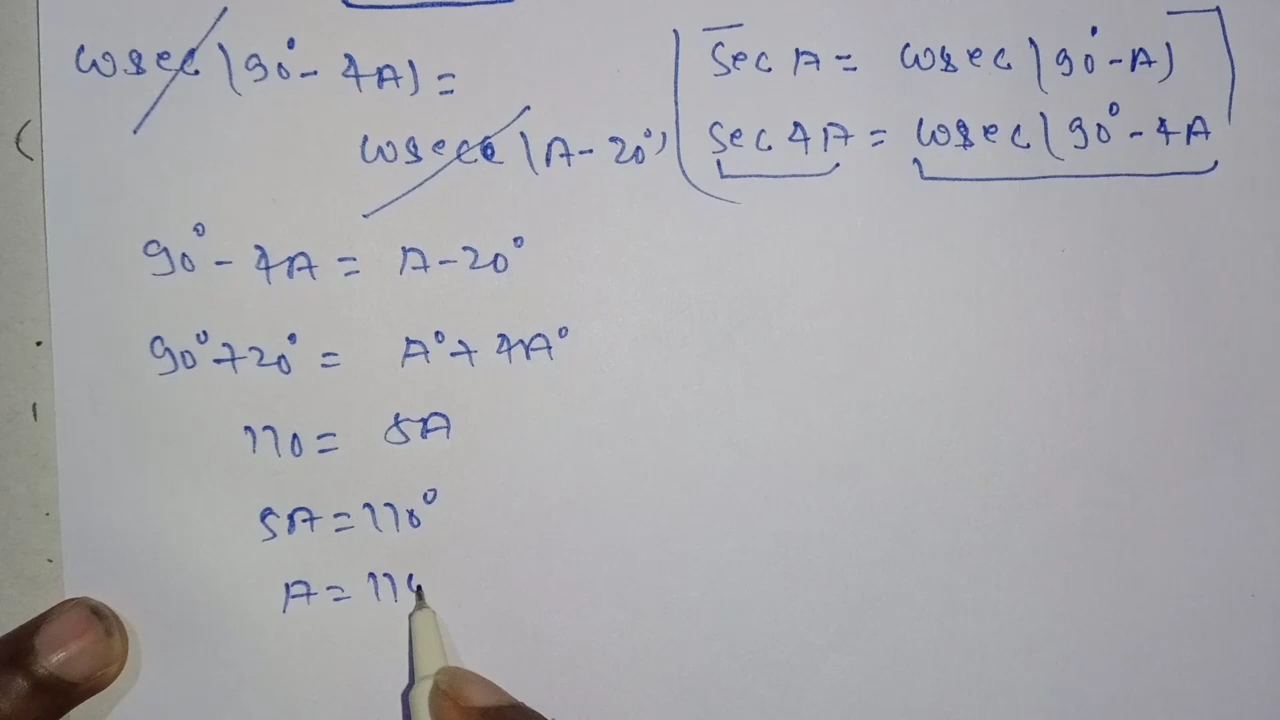 cosec (90° - 4A) =
cosec (A - 20°)
sec A = cosec (90° - A)
sec 4A = cosec (90° - 4A
90° - 4A = A - 20°
90° + 20° = A° + 4A°
110 = 5A
5A = 110°
A = 110